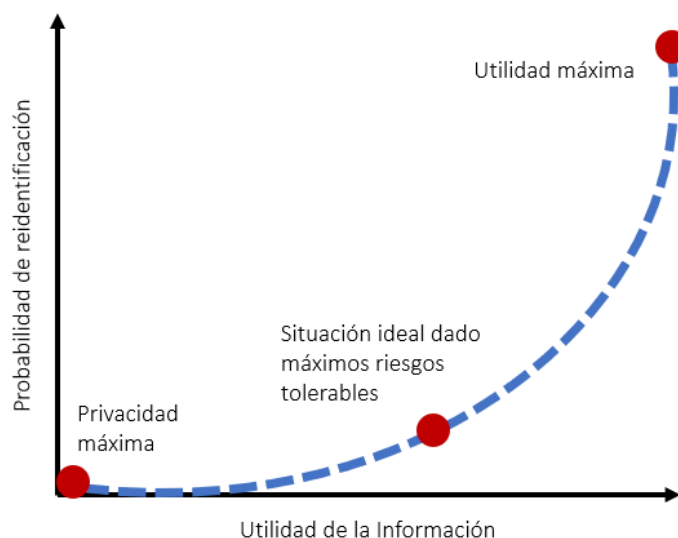 Utilidad máxima
Probabilidad de reidentificación
Situación ideal dado
máximos riesgos
tolerables
Privacidad
máxima
Utilidad de la Información